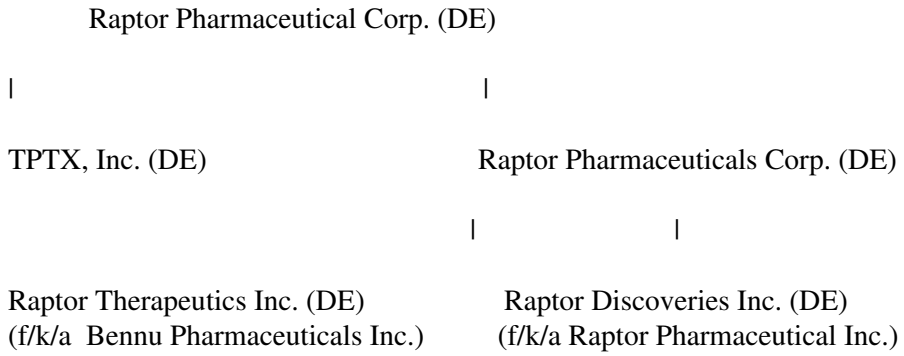 Raptor Pharmaceutical Corp. (DE)
| |
TPTX, Inc. (DE) Raptor Pharmaceuticals Corp. (DE)
| |
Raptor Therapeutics Inc. (DE) Raptor Discoveries Inc. (DE)
(f/k/a Bennu Pharmaceuticals Inc.) (f/k/a Raptor Pharmaceutical Inc.)